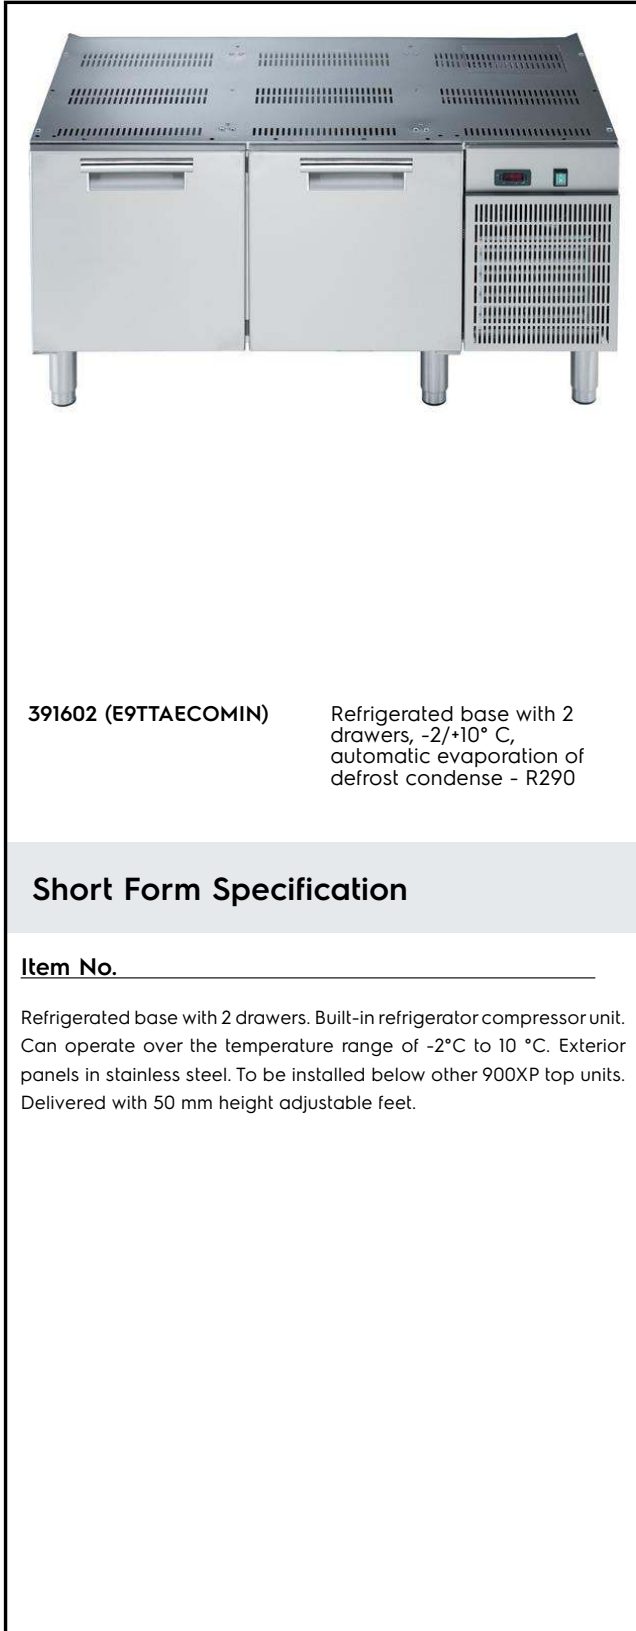 391602 (E9TTAECOMIN)
Refrigerated base with 2
drawers, -2/+10° C,
automatic evaporation of
defrost condense - R290
Short Form Specification
Item No.
Refrigerated base with 2 drawers. Built-in refrigerator compressor unit.
Can operate over the temperature range of -2°C to 10 °C. Exterior
panels in stainless steel. To be installed below other 900XP top units.
Delivered with 50 mm height adjustable feet.